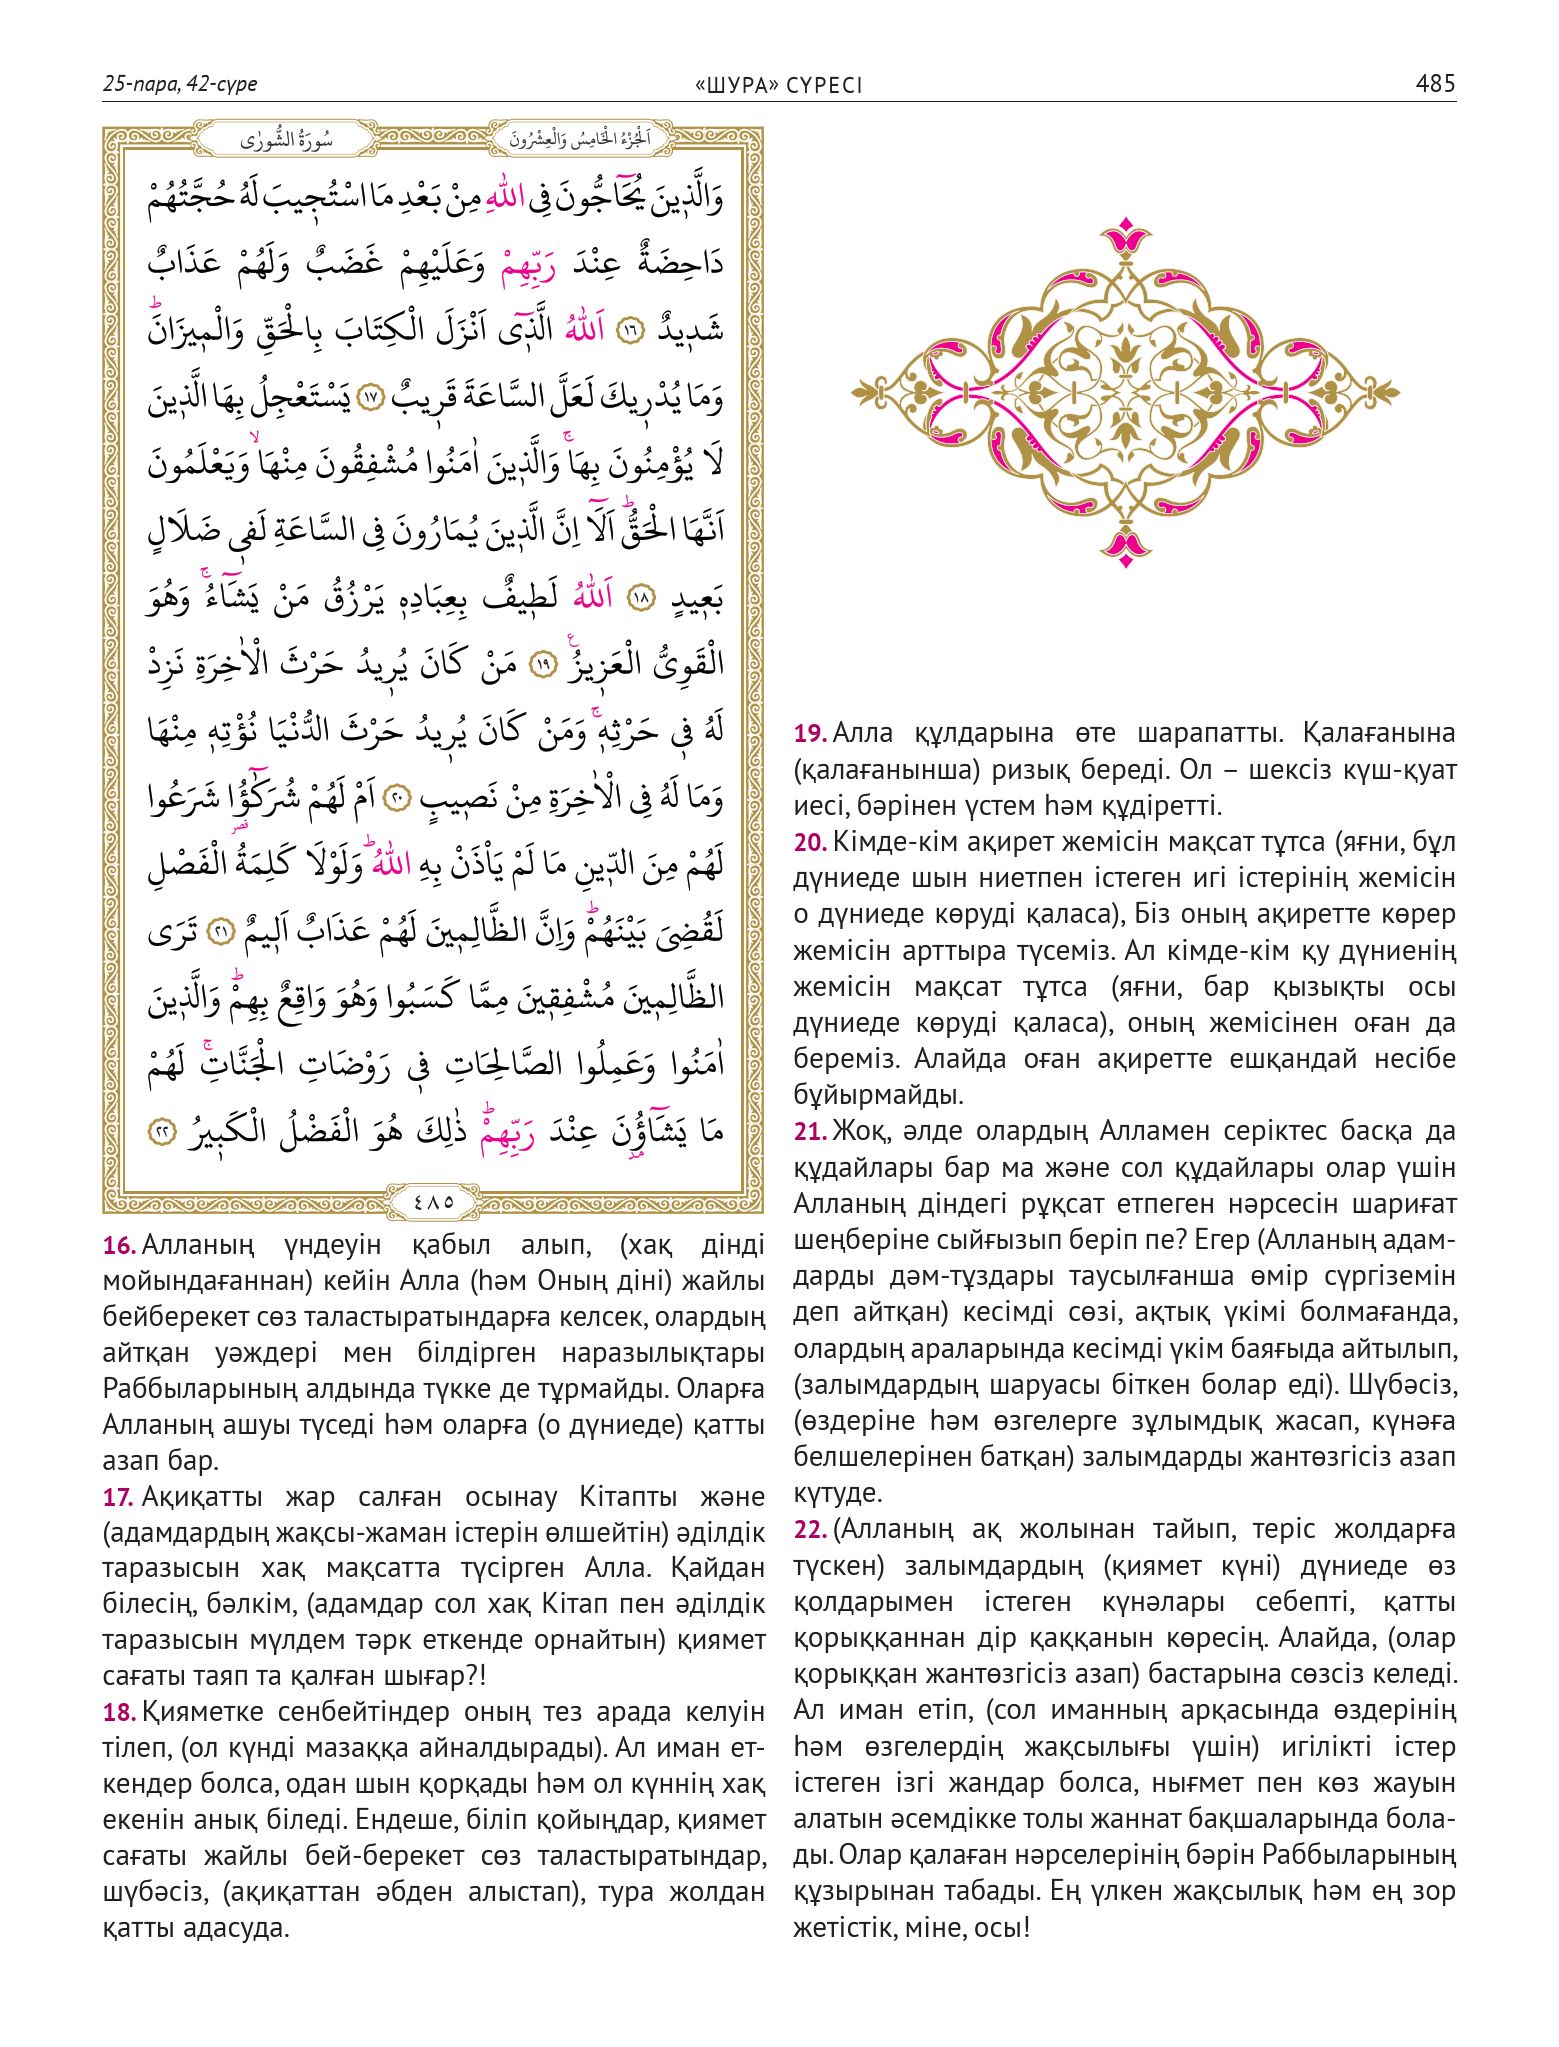 25-пара, 42-сүре
«ШУРА» СҮРЕСІ
485
اَلْجُزْءُ الْخَامِسُ وَالْعِشْرُونَ
سُورَةُ الشُّورٰى
وَالَّذ۪ينَ يُحَٓاجُّونَ فِى اللّٰهِ مِنْ بَعْدِ مَا اسْتُج۪يبَ لَهُ حُجَّتُهُمْ
دَاحِضَةٌ عِنْدَ رَبِّهِمْ وَعَلَيْهِمْ غَضَبٌ وَلَهُمْ عَذَابٌ
شَد۪يدٌ ﴿١٦﴾ اَللّٰهُ الَّذ۪ٓى اَنْزَلَ الْكِتَابَ بِالْحَقِّ وَالْم۪يزَانَۜ
وَمَا يُدْر۪يكَ لَعَلَّ السَّاعَةَ قَر۪يبٌ ﴿١٧﴾ يَسْتَعْجِلُ بِهَا الَّذ۪ينَ
لَا يُؤْمِنُونَ بِهَاۚ وَالَّذ۪ينَ اٰمَنُوا مُشْفِقُونَ مِنْهَاۙ وَيَعْلَمُونَ
اَنَّهَا الْحَقُّۜ اَلَٓا اِنَّ الَّذ۪ينَ يُمَارُونَ فِى السَّاعَةِ لَف۪ى ضَلَالٍ
بَع۪يدٍ ﴿١٨﴾ اَللّٰهُ لَط۪يفٌ بِعِبَادِه۪ يَرْزُقُ مَنْ يَشَٓاءُۚ وَهُوَ
الْقَوِىُّ الْعَز۪يزُ۟ ﴿١٩﴾ مَنْ كَانَ يُر۪يدُ حَرْثَ الْاٰخِرَةِ نَزِدْ
لَهُ ف۪ى حَرْثِه۪ۚ وَمَنْ كَانَ يُر۪يدُ حَرْثَ الدُّنْيَا نُؤْتِه۪ مِنْهَا
وَمَا لَهُ فِى الْاٰخِرَةِ مِنْ نَص۪يبٍ ﴿٢٠﴾ اَمْ لَهُمْ شُرَكٰٓؤُ۬ا شَرَعُوا
لَهُمْ مِنَ الدّ۪ينِ مَا لَمْ يَأْذَنْ بِهِ اللّٰهُۜ وَلَوْلَا كَلِمَةُ الْفَصْلِ
لَقُضِىَ بَيْنَهُمْۜ وَاِنَّ الظَّالِم۪ينَ لَهُمْ عَذَابٌ اَل۪يمٌ ﴿٢١﴾ تَرَى
الظَّالِم۪ينَ مُشْفِق۪ينَ مِمَّا كَسَبُوا وَهُوَ وَاقِعٌ بِهِمْۜ وَالَّذ۪ينَ
اٰمَنُوا وَعَمِلُوا الصَّالِحَاتِ ف۪ى رَوْضَاتِ الْجَنَّاتِۚ لَهُمْ
مَا يَشَٓاؤُ۫نَ عِنْدَ رَبِّهِمْۜ ذٰلِكَ هُوَ الْفَضْلُ الْكَب۪يرُ ﴿٢٢﴾
٤٨٥
16. Алланың үндеуін қабыл алып, (хақ дінді
мойындағаннан) кейін Алла (һәм Оның діні) жайлы
бейберекет сөз таластыратындарға келсек, олардың
айтқан уәждері мен білдірген наразылықтары
Раббыларының алдында түкке де тұрмайды. Оларға
Алланың ашуы түседі һәм оларға (о дүниеде) қатты
азап бар.
17. Ақиқатты жар салған осынау Кітапты және
(адамдардың жақсы-жаман істерін өлшейтін) әділдік
таразысын хақ мақсатта түсірген Алла. Қайдан
білесің, бәлкім, (адамдар сол хақ Кітап пен әділдік
таразысын мүлдем тәрк еткенде орнайтын) қиямет
сағаты таяп та қалған шығар?!
18. Қияметке сенбейтіндер оның тез арада келуін
тілеп, (ол күнді мазаққа айналдырады). Ал иман ет-
кендер болса, одан шын қорқады һәм ол күннің хақ
екенін анық біледі. Ендеше, біліп қойыңдар, қиямет
сағаты жайлы бей-берекет сөз таластыратындар,
шүбәсіз, (ақиқаттан әбден алыстап), тура жолдан
қатты адасуда.
19. Алла құлдарына өте шарапатты. Қалағанына
(қалағанынша) ризық береді. Ол – шексіз күш-қуат
иесі, бәрінен үстем һәм құдіретті.
20. Кімде-кім ақирет жемісін мақсат тұтса (яғни, бұл
дүниеде шын ниетпен істеген игі істерінің жемісін
о дүниеде көруді қаласа), Біз оның ақиретте көрер
жемісін арттыра түсеміз. Ал кімде-кім қу дүниенің
жемісін мақсат тұтса (яғни, бар қызықты осы
дүниеде көруді қаласа), оның жемісінен оған да
береміз. Алайда оған ақиретте ешқандай несібе
бұйырмайды.
21. Жоқ, әлде олардың Алламен серіктес басқа да
құдайлары бар ма және сол құдайлары олар үшін
Алланың діндегі рұқсат етпеген нәрсесін шариғат
шеңберіне сыйғызып беріп пе? Егер (Алланың адам-
дарды дәм-тұздары таусылғанша өмір сүргіземін
деп айтқан) кесімді сөзі, ақтық үкімі болмағанда,
олардың араларында кесімді үкім баяғыда айтылып,
(залымдардың шаруасы біткен болар еді). Шүбәсіз,
(өздеріне һәм өзгелерге зұлымдық жасап, күнәға
белшелерінен батқан) залымдарды жантөзгісіз азап
күтуде.
22. (Алланың ақ жолынан тайып, теріс жолдарға
түскен) залымдардың (қиямет күні) дүниеде өз
қолдарымен істеген күнәлары себепті, қатты
қорыққаннан дір қаққанын көресің. Алайда, (олар
қорыққан жантөзгісіз азап) бастарына сөзсіз келеді.
Ал иман етіп, (сол иманның арқасында өздерінің
һәм өзгелердің жақсылығы үшін) игілікті істер
істеген ізгі жандар болса, нығмет пен көз жауын
алатын әсемдікке толы жаннат бақшаларында бола-
ды. Олар қалаған нәрселерінің бәрін Раббыларының
құзырынан табады. Ең үлкен жақсылық һәм ең зор
жетістік, міне, осы!